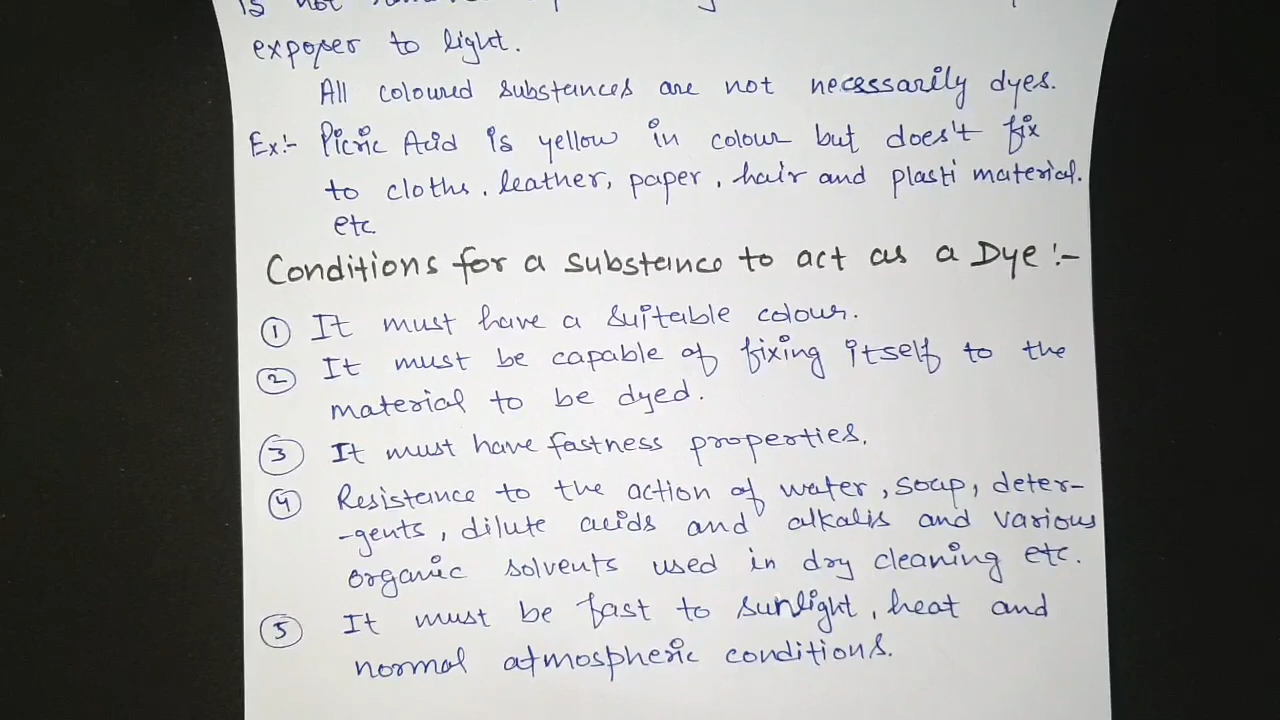 is not
exposer to light.
All coloured substances are not necessarily dyes.
Ex:- Picric Acid is yellow in colour but does't fix
to cloths, leather, paper, hair and plasti material.
etc
Conditions for a substance to act as a Dye :-
① It must have a suitable colour.
② It must be capable of fixing itself to the
material to be dyed.
③ It must have fastness properties.
④ Resistance to the action of water, soap, deter-
-gents, dilute acids and alkalis and various
organic solvents used in dry cleaning etc.
⑤ It must be fast to sunlight, heat and
normal atmospheric conditions.